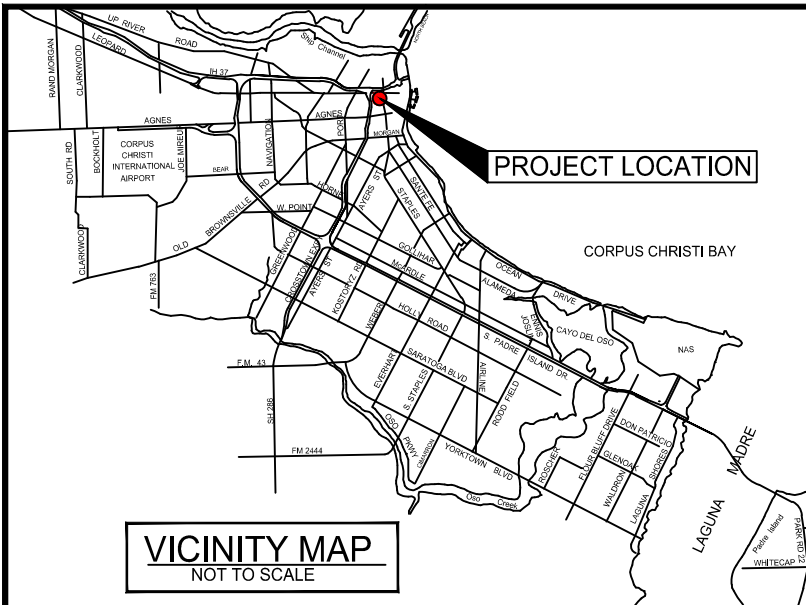 UP RIVER
ROAD
LEOPARD
RAND MORGAN
CLARKWOOD
Ship Channel
IH 37
AGNES
AGNES
PORT
NAVIGATION
MORGAN
SOUTH RD
BOCKHOLT
CORPUS
CHRISTI
INTERNATIONAL
AIRPORT
JOE MIREUR
BEAR
PROJECT LOCATION
HORNE
AYERS ST
STAPLES
SANTE FE
W. POINT
OLD
BROWNSVILLE
RD
CLARKWOOD
FM 763
GREENWOOD
CROSSTOWN EXP
AYERS ST
KOSTORYZ RD
GOLLIHAR
McARDLE
CORPUS CHRISTI BAY
OCEAN
DRIVE
ALAMEDA
ENNIS
JOSLIN
CAYO DEL OSO
NAS
WEBER
HOLLY ROAD
S. PADRE
ISLAND DR.
F.M. 43
SH 286
EVERHART
SARATOGA BLVD
S. STAPLES
AIRLINE
RODD FIELD
FM 2444
OSO
PKWY
CIMARRON
YORKTOWN BLVD
Oso Creek
ROSCHER
FLOUR BLUFF DRIVE
DON PATRICIO
GLENOAK
WALDRON
LAGUNA
SHORES
LAGUNA
MADRE
Padre Island
PARK RD 22
WHITECAP
VICINITY MAP
NOT TO SCALE